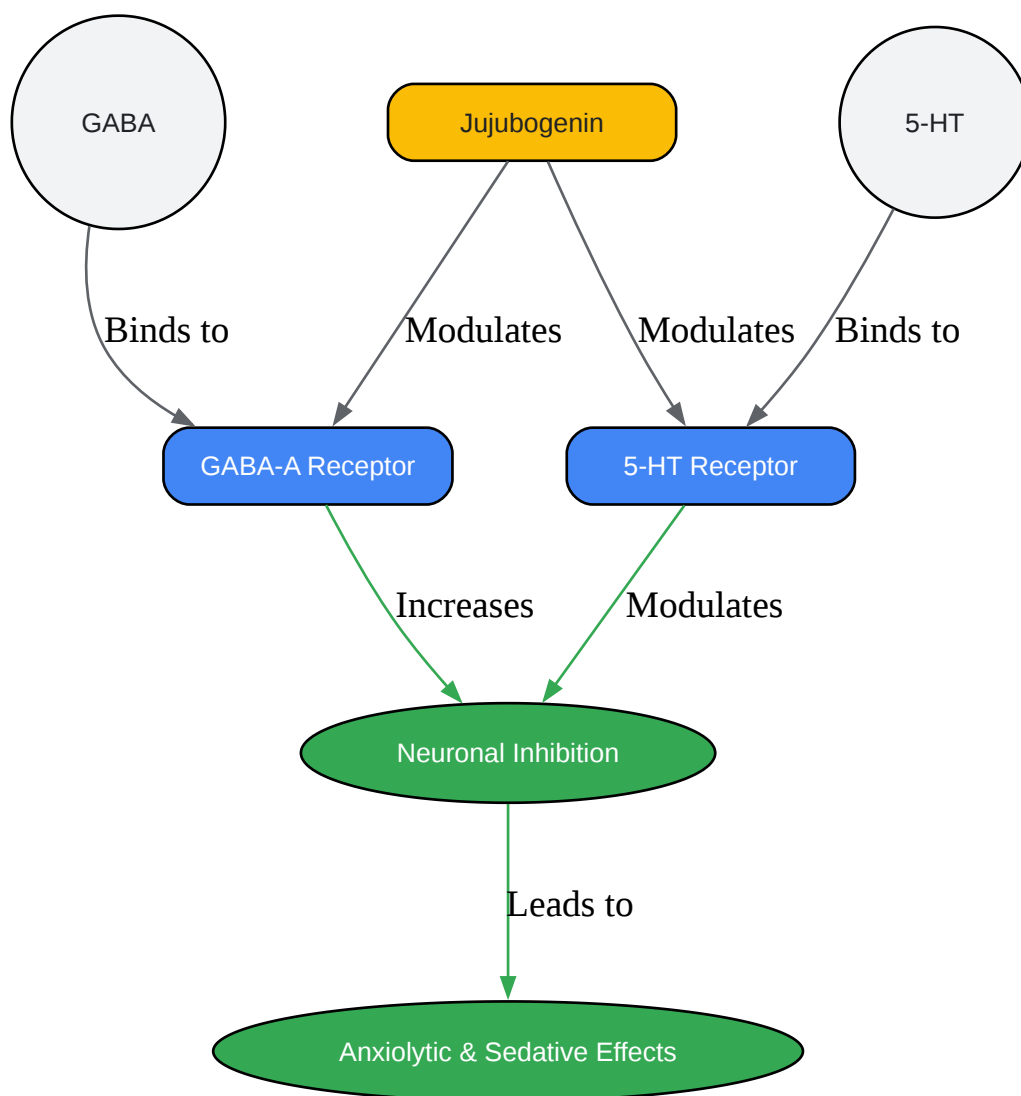 GABA
Jujubogenin
5-HT
Binds to
Modulates
Modulates
Binds to
GABA-A Receptor
5-HT Receptor
Increases
Modulates
Neuronal Inhibition
Leads to
Anxiolytic & Sedative Effects